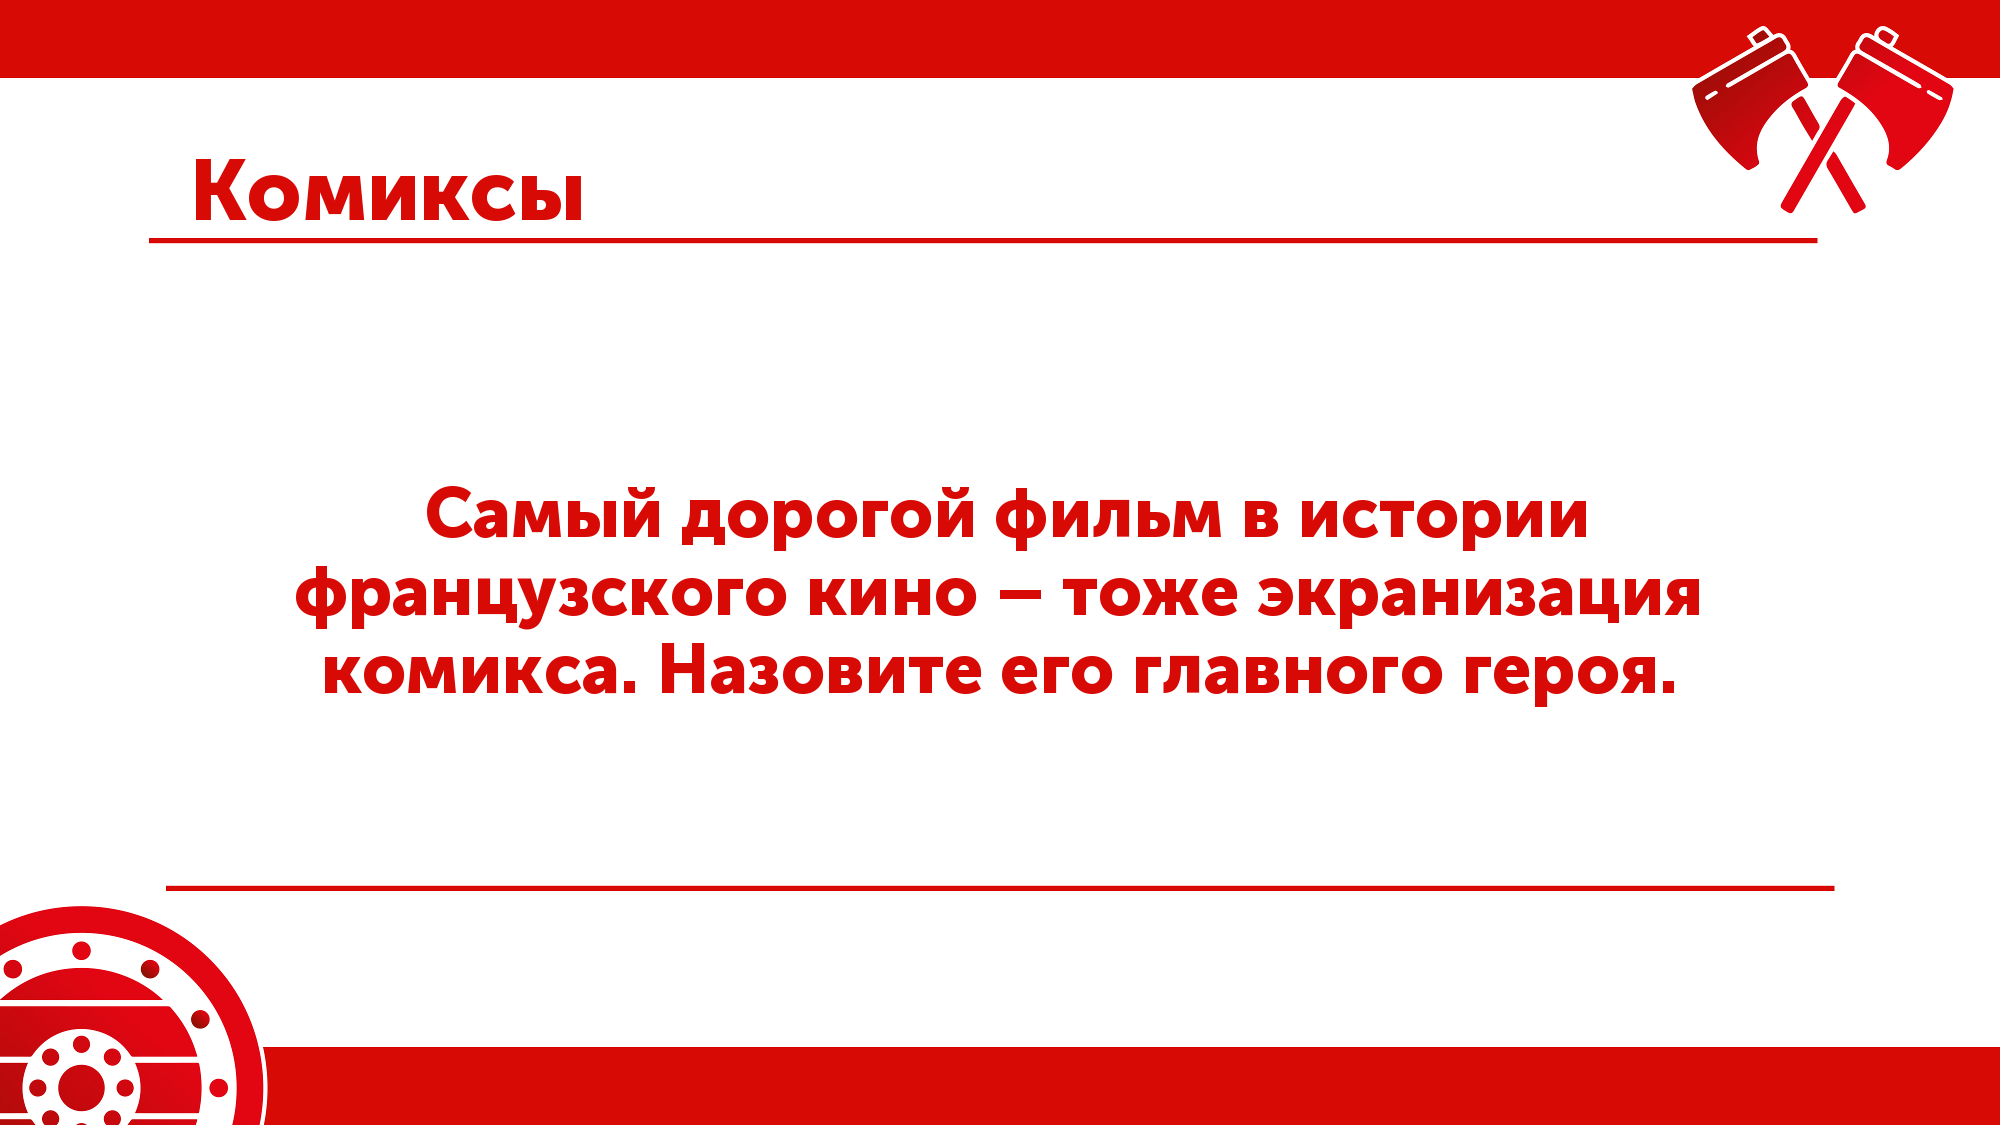 Комиксы
Самый дорогой фильм в истории
французского кино – тоже экранизация
комикса. Назовите его главного героя.